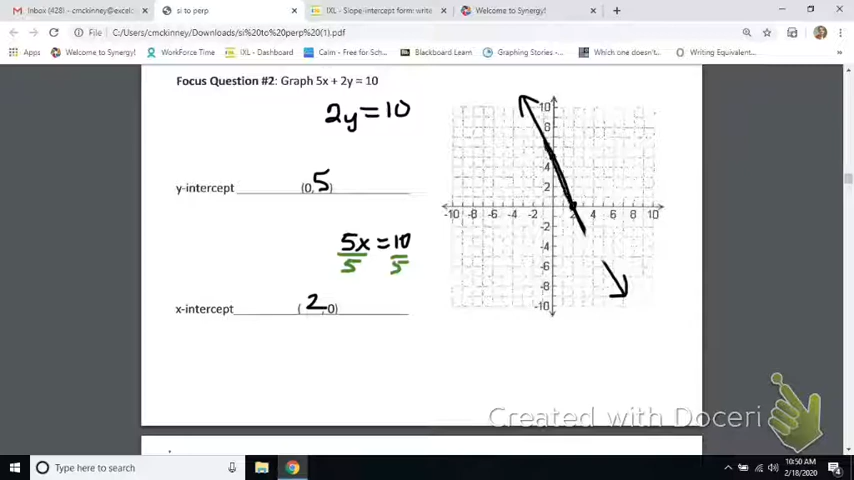 Inbox (428) - cmckinney@excelc
si to perp
IXL - Slope-intercept form: write
Welcome to Synergy!
File C:/Users/cmckinney/Downloads/si%20to%20perp%20(1).pdf
Apps
Welcome to Synergy!
WorkForce Time
IXL - Dashboard
Calm - Free for Sc...
Blackboard Learn
Graphing Stories -...
Which one doesn't...
Writing Equivalent...
Focus Question #2: Graph 5x + 2y = 10
2y=10
y-intercept (0, 5)
5x = 10
5 5
x-intercept ( 2, 0)
10
8
4
2
-10 -8 -6 -4 -2 2 4 6 8 10
-2
-4
-6
-8
-10
Created with Doceri
Type here to search
10:50 AM
2/18/2020